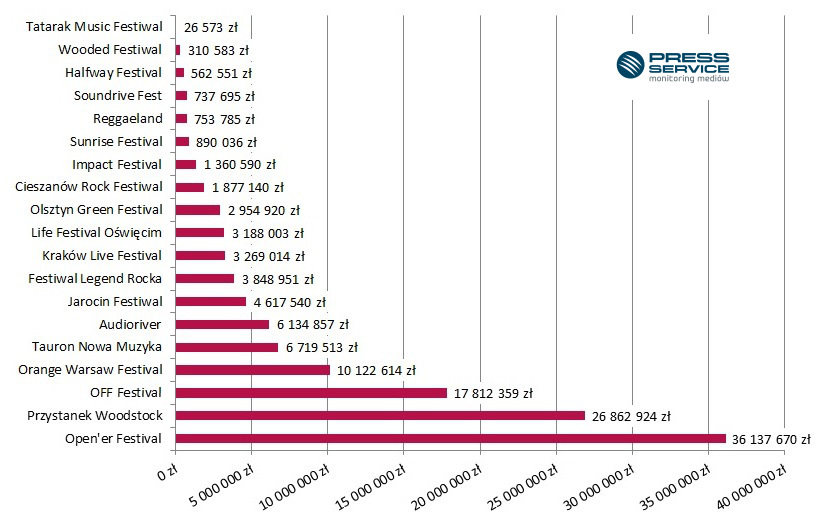 Tatarak Music Festiwal 26 573 zł
Wooded Festiwal 310 583 zł
Halfway Festival 562 551 zł
Soundrive Fest 737 695 zł
Reggaeland 753 785 zł
Sunrise Festival 890 036 zł
Impact Festival 1 360 590 zł
Cieszanów Rock Festiwal 1 877 140 zł
Olsztyn Green Festival 2 954 920 zł
Life Festival Oświęcim 3 188 003 zł
Kraków Live Festival 3 269 014 zł
Festiwal Legend Rocka 3 848 951 zł
Jarocin Festiwal 4 617 540 zł
Audioriver 6 134 857 zł
Tauron Nowa Muzyka 6 719 513 zł
Orange Warsaw Festival 10 122 614 zł
OFF Festival 17 812 359 zł
Przystanek Woodstock 26 862 924 zł
Open'er Festival 36 137 670 zł
0 zł
5 000 000 zł
10 000 000 zł
15 000 000 zł
20 000 000 zł
25 000 000 zł
30 000 000 zł
35 000 000 zł
40 000 000 zł
PRESS
SERVICE
monitoring mediów